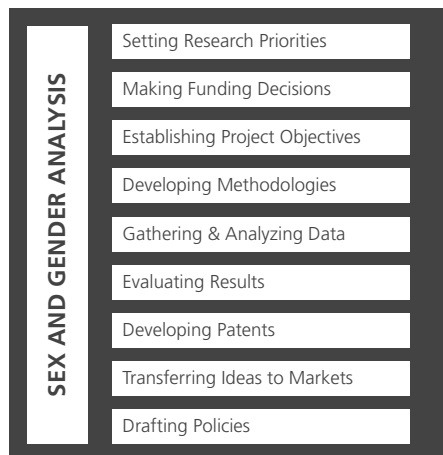 SEX AND GENDER ANALYSIS
Setting Research Priorities
Making Funding Decisions
Establishing Project Objectives
Developing Methodologies
Gathering & Analyzing Data
Evaluating Results
Developing Patents
Transferring Ideas to Markets
Drafting Policies